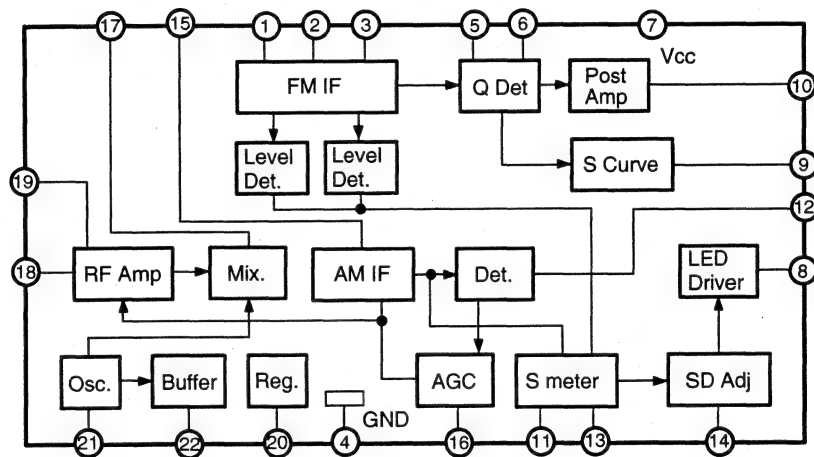 17
15
1
2
3
5
6
7
Vcc
FM IF
Q Det
Post
Amp
10
Level
Det.
Level
Det.
S Curve
9
19
12
18
RF Amp
Mix.
AM IF
Det.
LED
Driver
8
Osc.
Buffer
Reg.
GND
AGC
S meter
SD Adj
21
22
20
4
16
11
13
14